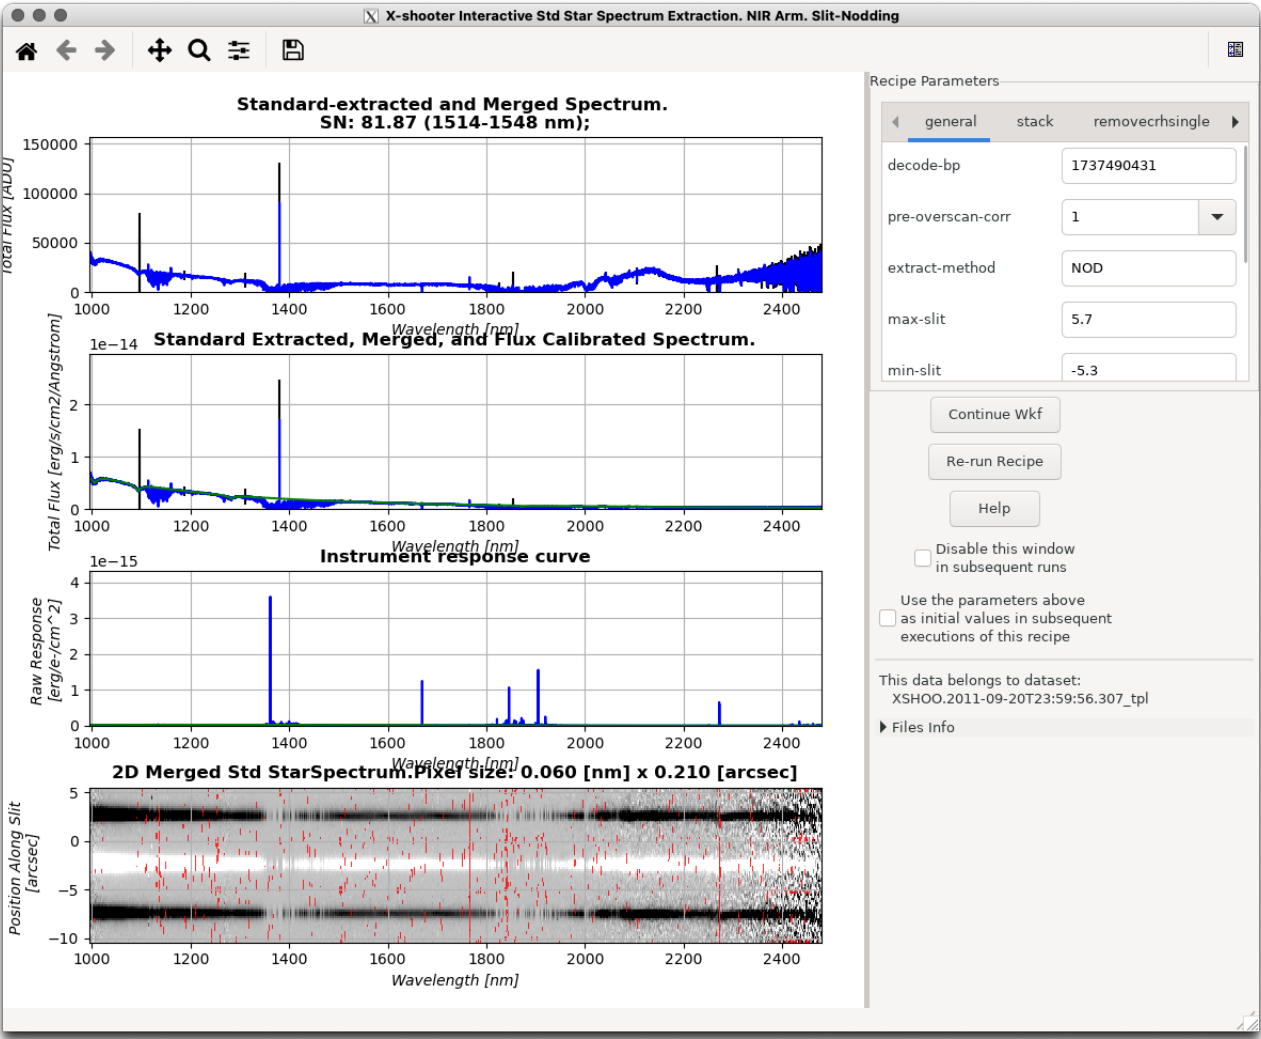 X-shooter Interactive Std Star Spectrum Extraction. NIR Arm. Slit-Nodding
Standard-extracted and Merged Spectrum.
SN: 81.87 (1514-1548 nm);
Total Flux [ADU]
150000
100000
50000
0
1000 1200 1400 1600 1800 2000 2200 2400
Wavelength [nm]
Standard Extracted, Merged, and Flux Calibrated Spectrum.
1e−14
Total Flux [erg/s/cm2/Angstrom]
2
1
0
1000 1200 1400 1600 1800 2000 2200 2400
Wavelength [nm]
Instrument response curve
1e−15
Raw Response
[erg/e-/cm^2]
4
3
2
1
0
1000 1200 1400 1600 1800 2000 2200 2400
Wavelength [nm]
2D Merged Std StarSpectrum.Pixel size: 0.060 [nm] x 0.210 [arcsec]
Position Along Slit
[arcsec]
5
0
−5
−10
1000 1200 1400 1600 1800 2000 2200 2400
Wavelength [nm]
Recipe Parameters
general stack removecrhsingle
decode-bp 1737490431
pre-overscan-corr 1
extract-method NOD
max-slit 5.7
min-slit -5.3
Continue Wkf
Re-run Recipe
Help
Disable this window
in subsequent runs
Use the parameters above
as initial values in subsequent
executions of this recipe
This data belongs to dataset:
XSHOO.2011-09-20T23:59:56.307_tpl
Files Info